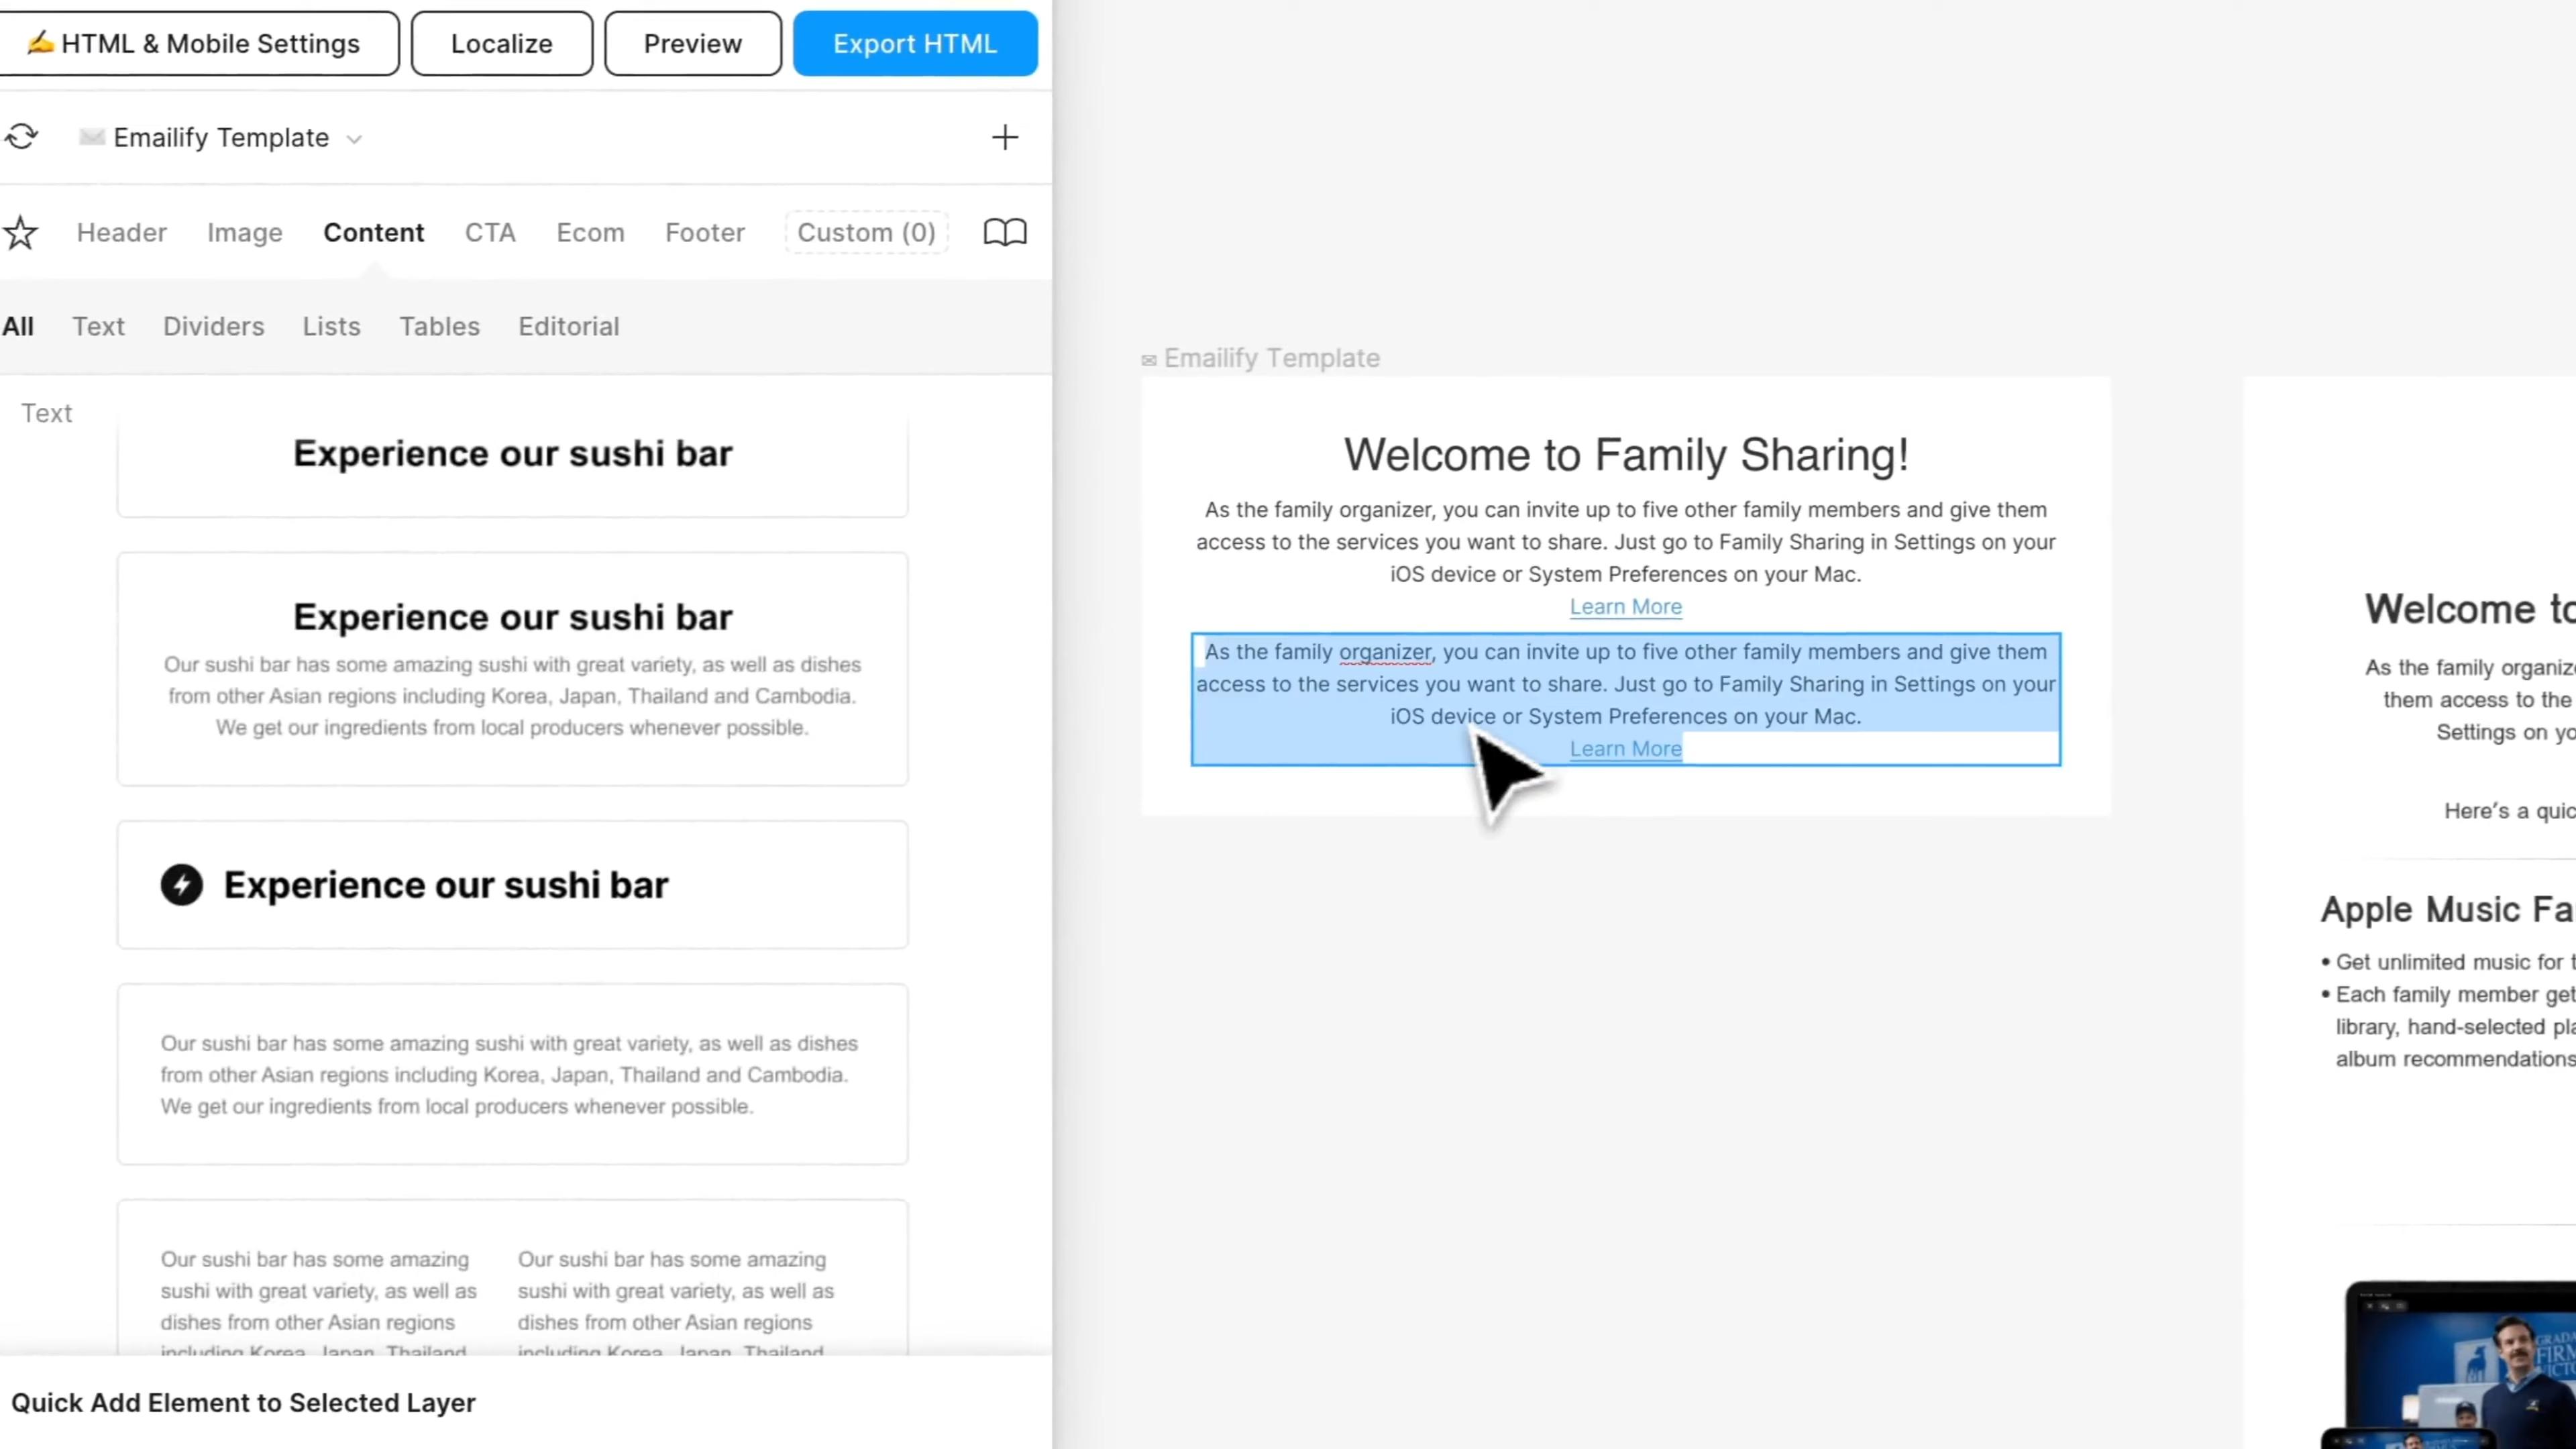 HTML & Mobile Settings
Localize
Preview
Export HTML
Emailify Template
Header
Image
Content
CTA
Ecom
Footer
Custom (0)
All
Text
Dividers
Lists
Tables
Editorial
Text
Experience our sushi bar
Experience our sushi bar
Our sushi bar has some amazing sushi with great variety, as well as dishes
from other Asian regions including Korea, Japan, Thailand and Cambodia.
We get our ingredients from local producers whenever possible.
Experience our sushi bar
Our sushi bar has some amazing sushi with great variety, as well as dishes
from other Asian regions including Korea, Japan, Thailand and Cambodia.
We get our ingredients from local producers whenever possible.
Our sushi bar has some amazing
sushi with great variety, as well as
dishes from other Asian regions
including Korea, Japan, Thailand
Our sushi bar has some amazing
sushi with great variety, as well as
dishes from other Asian regions
including Korea, Japan, Thailand
Quick Add Element to Selected Layer
Emailify Template
Welcome to Family Sharing!
As the family organizer, you can invite up to five other family members and give them
access to the services you want to share. Just go to Family Sharing in Settings on your
iOS device or System Preferences on your Mac.
Learn More
As the family organizer, you can invite up to five other family members and give them
access to the services you want to share. Just go to Family Sharing in Settings on your
iOS device or System Preferences on your Mac.
Learn More
Welcome to
As the family organiz
them access to the
Settings on yo
Here's a quic
Apple Music Fa
• Get unlimited music for t
• Each family member get
library, hand-selected pla
album recommendations